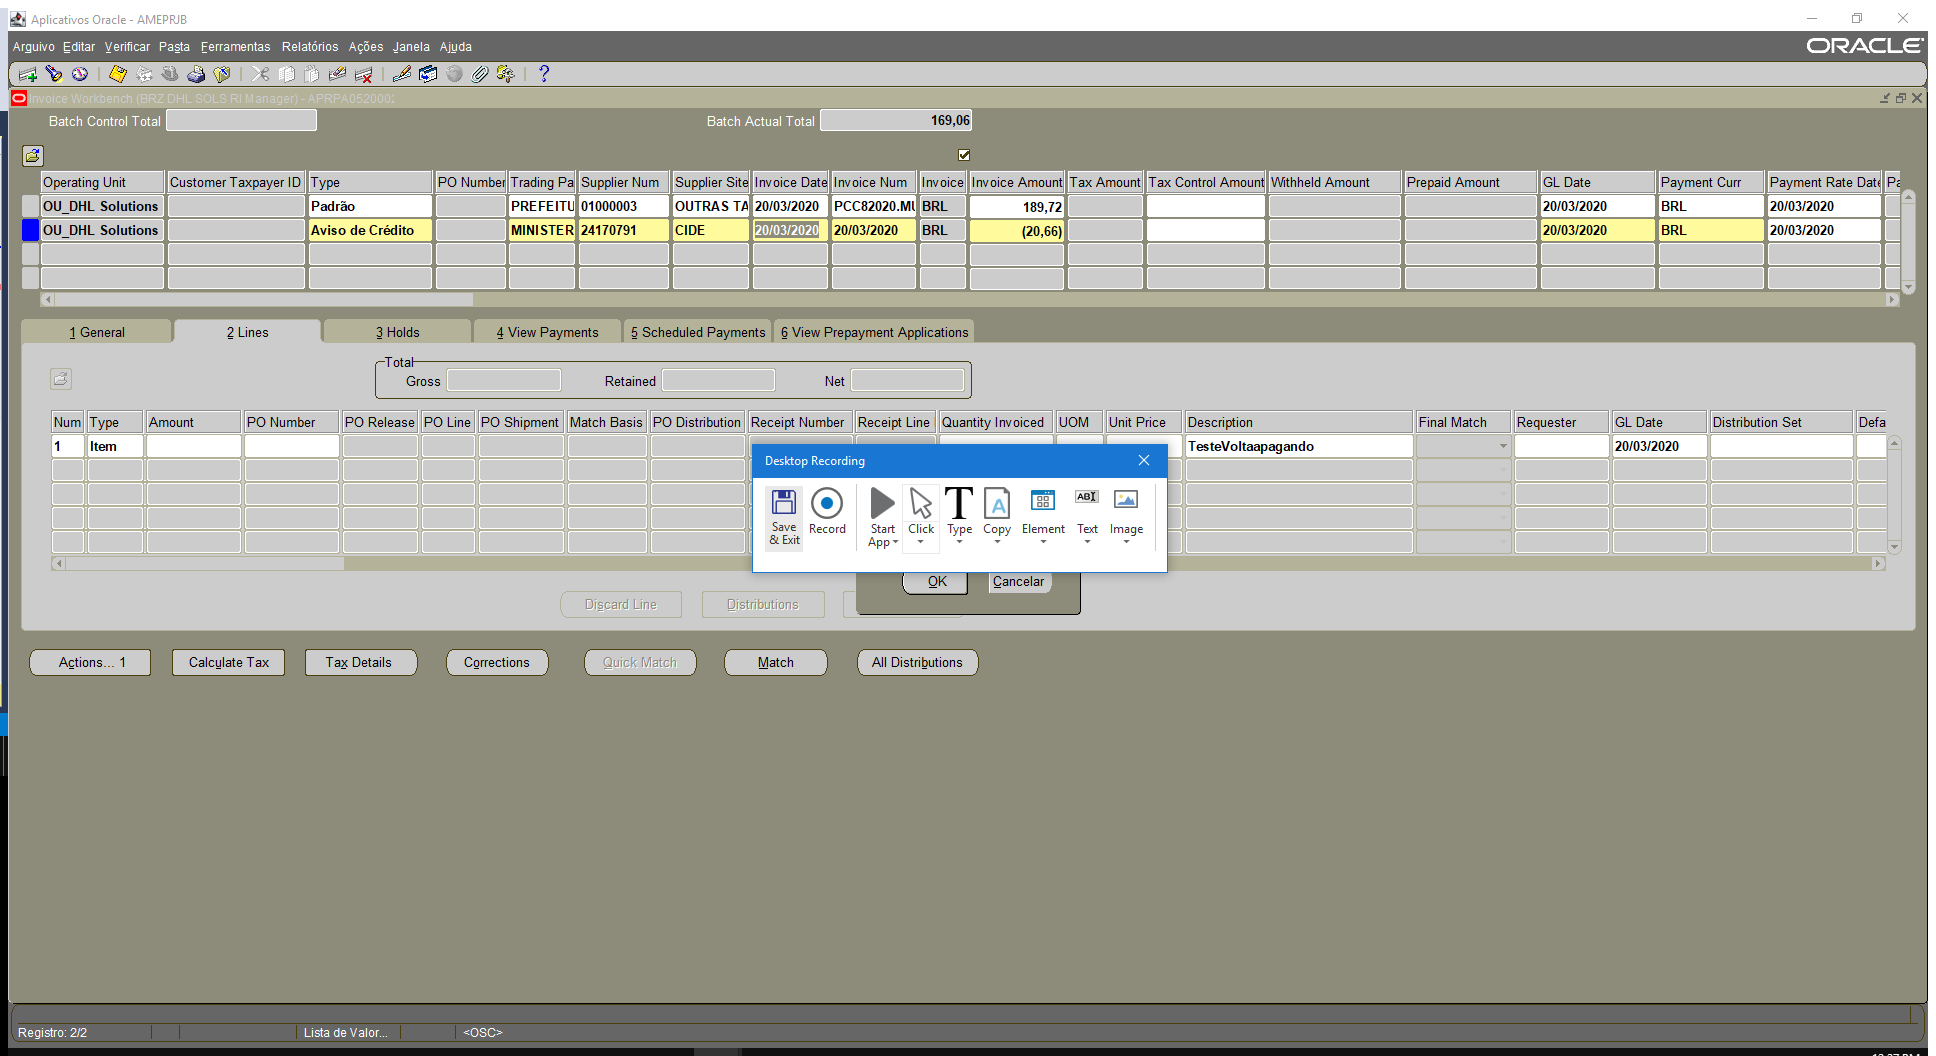 Aplicativos Oracle - AMEPRJB
Arquivo Editar Verificar Pasta Ferramentas Relatórios Ações Janela Ajuda
ORACLE
Invoice Workbench (BRZ DHL SOLS RI Manager) - APRPA0520002
Batch Control Total
Batch Actual Total 169,06
Operating Unit Customer Taxpayer ID Type PO Number Trading Pa Supplier Num Supplier Site Invoice Date Invoice Num Invoice Invoice Amount Tax Amount Tax Control Amount Withheld Amount Prepaid Amount GL Date Payment Curr Payment Rate Date Pa
OU_DHL Solutions Padrão PREFEITU 01000003 OUTRAS TA 20/03/2020 PCC82020.MU BRL 189,72 20/03/2020 BRL 20/03/2020
OU_DHL Solutions Aviso de Crédito MINISTER 24170791 CIDE 20/03/2020 20/03/2020 BRL (20,66) 20/03/2020 BRL 20/03/2020
1 General 2 Lines 3 Holds 4 View Payments 5 Scheduled Payments 6 View Prepayment Applications
Total
Gross Retained Net
Num Type Amount PO Number PO Release PO Line PO Shipment Match Basis PO Distribution Receipt Number Receipt Line Quantity Invoiced UOM Unit Price Description Final Match Requester GL Date Distribution Set Defa
1 Item TesteVoltaapagando 20/03/2020
Desktop Recording
Save & Exit Record Start App Click Type Copy Element Text Image
ABI
OK Cancelar
Discard Line Distributions
Actions... 1 Calculate Tax Tax Details Corrections Quick Match Match All Distributions
Registro: 2/2 Lista de Valor... <OSC>